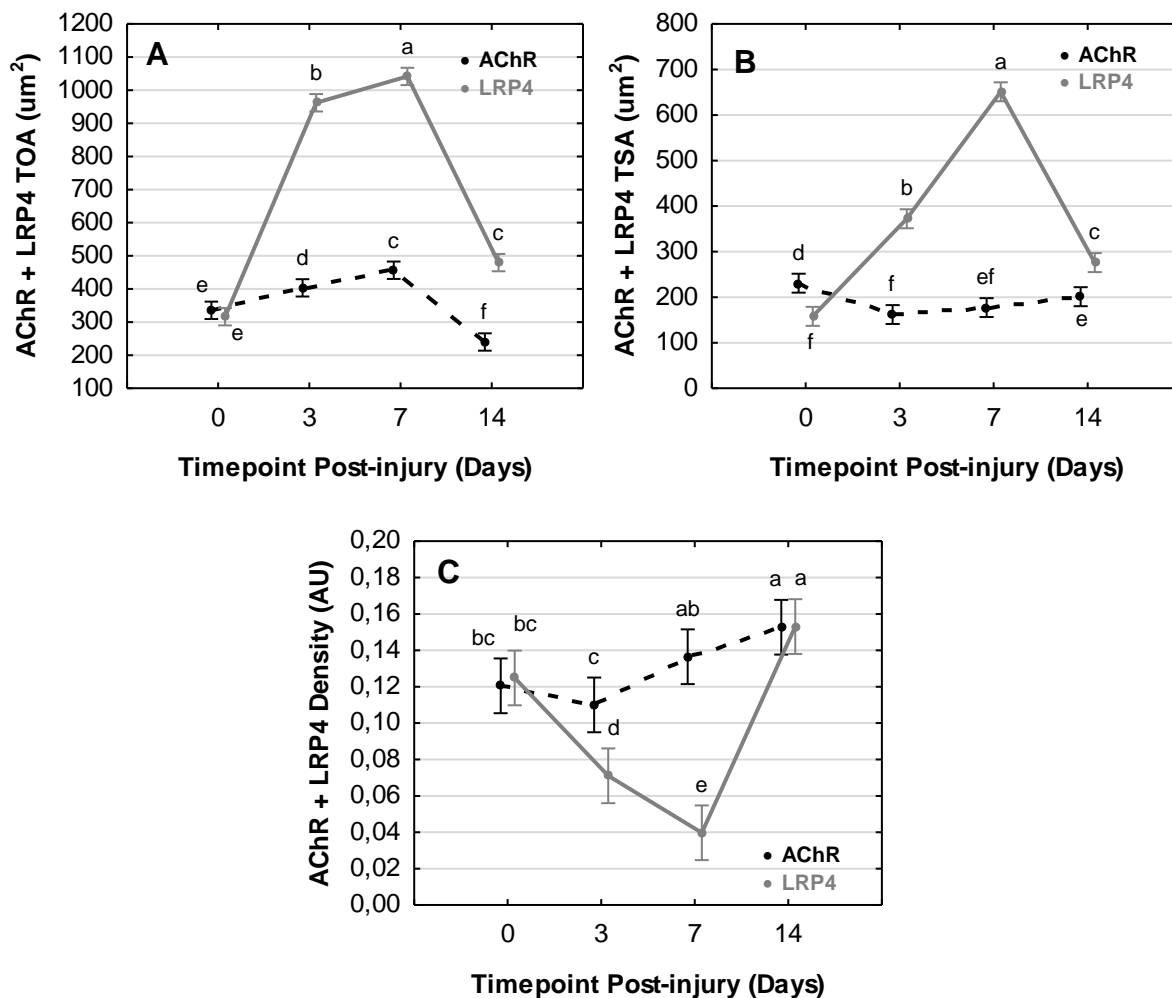 A
AChR + LRP4 TOA (um²)
1200
1100
1000
900
800
700
600
500
400
300
200
100
a
b
c
c
d
e
e
f
AChR
LRP4
0 3 7 14
Timepoint Post-injury (Days)
B
AChR + LRP4 TSA (um²)
800
700
600
500
400
300
200
100
0
a
b
c
d
f
ef
e
f
AChR
LRP4
0 3 7 14
Timepoint Post-injury (Days)
C
AChR + LRP4 Density (AU)
0,20
0,18
0,16
0,14
0,12
0,10
0,08
0,06
0,04
0,02
0,00
a a
ab
bc bc
c
d
e
AChR
LRP4
0 3 7 14
Timepoint Post-injury (Days)